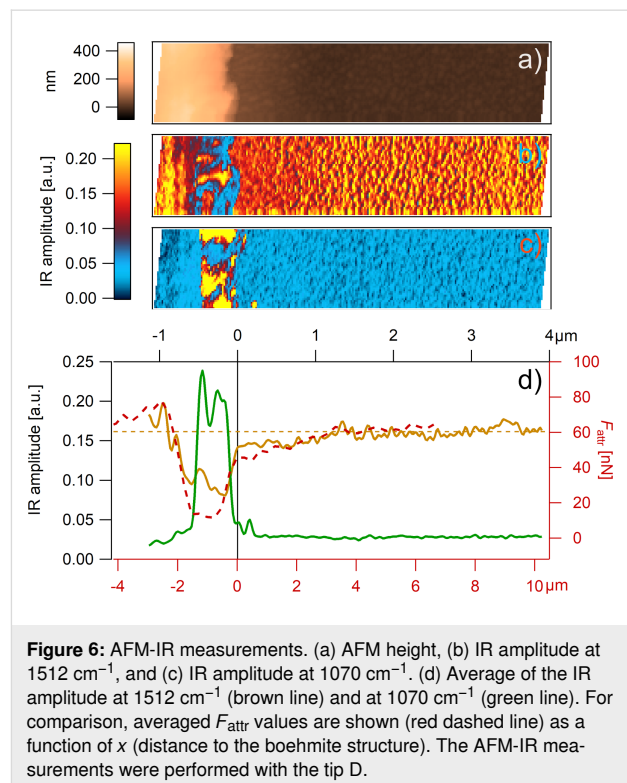 400
200
0
nm
a)
0.20
0.15
0.10
0.05
0.00
IR amplitude [a.u.]
b)
c)
-1
0
1
2
3
4
µm
0.25
0.20
0.15
0.10
0.05
0.00
IR amplitude [a.u.]
d)
100
80
60
40
20
0
Fattr [nN]
-4
-2
0
2
4
6
8
10
µm
Figure 6: AFM-IR measurements. (a) AFM height, (b) IR amplitude at
1512 cm−1, and (c) IR amplitude at 1070 cm−1. (d) Average of the IR
amplitude at 1512 cm−1 (brown line) and at 1070 cm−1 (green line). For
comparison, averaged Fattr values are shown (red dashed line) as a
function of x (distance to the boehmite structure). The AFM-IR mea-
surements were performed with the tip D.